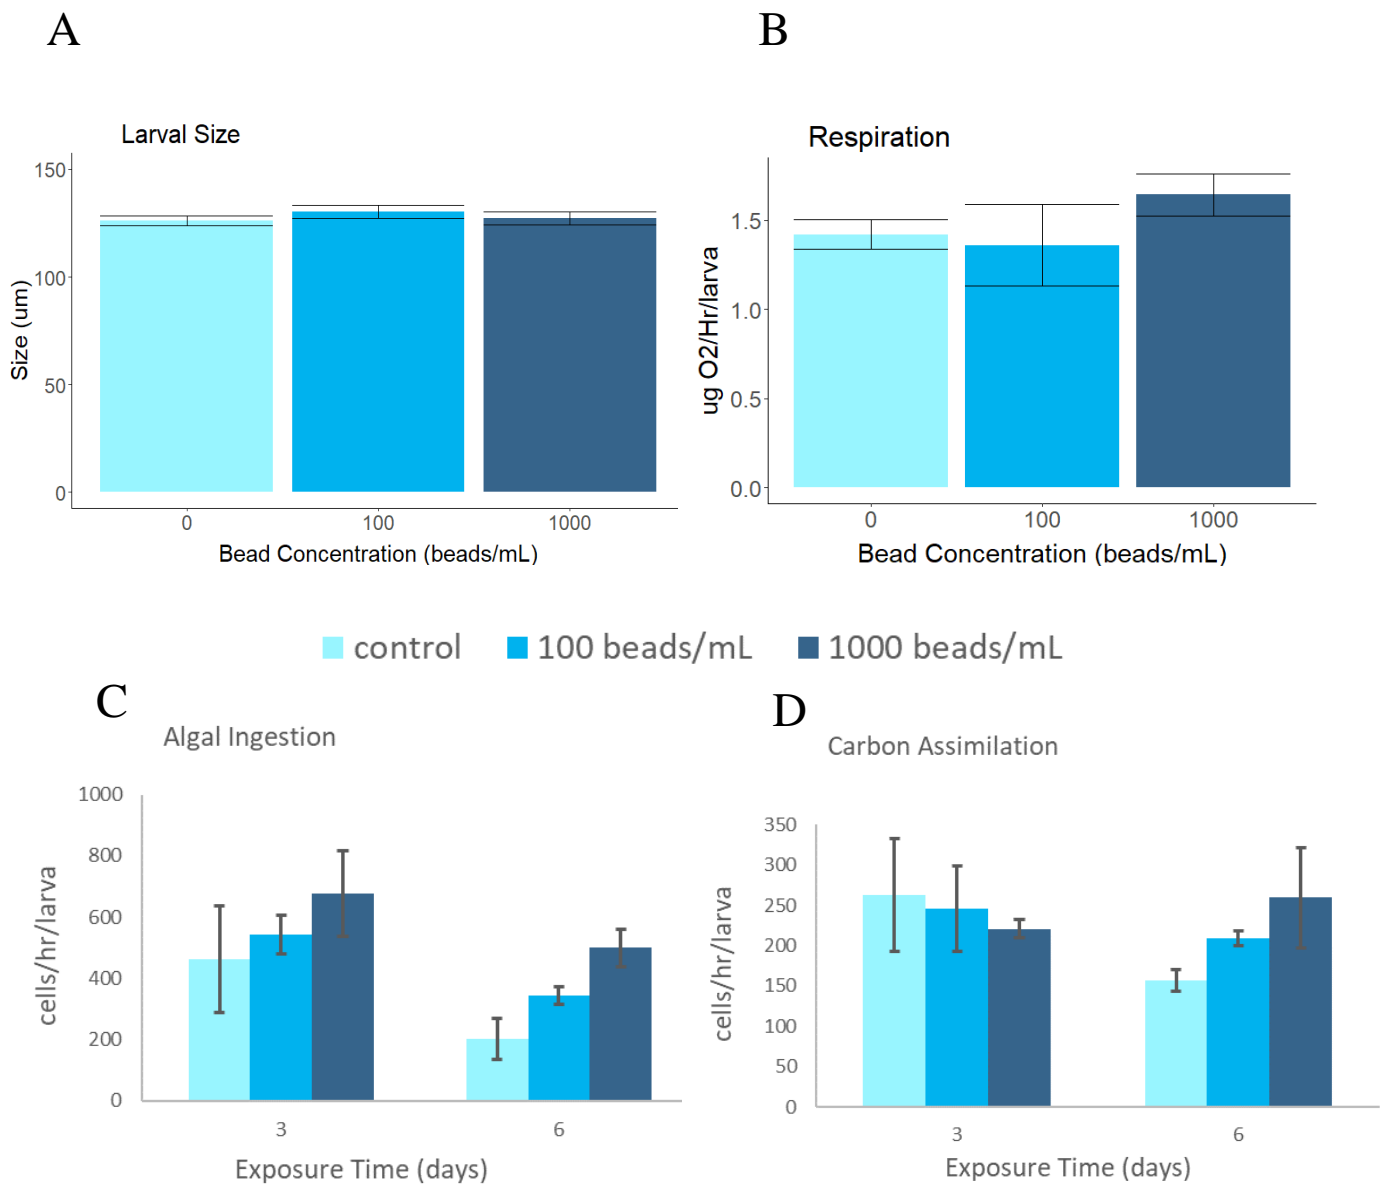 A
Larval Size
150
100
50
0
Size (um)
0 100 1000
Bead Concentration (beads/mL)
B
Respiration
1.5
1.0
0.5
0.0
ug O2/Hr/larva
0 100 1000
Bead Concentration (beads/mL)
control 100 beads/mL 1000 beads/mL
C
Algal Ingestion
1000
800
600
400
200
0
cells/hr/larva
3 6
Exposure Time (days)
D
Carbon Assimilation
350
300
250
200
150
100
50
0
cells/hr/larva
3 6
Exposure Time (days)